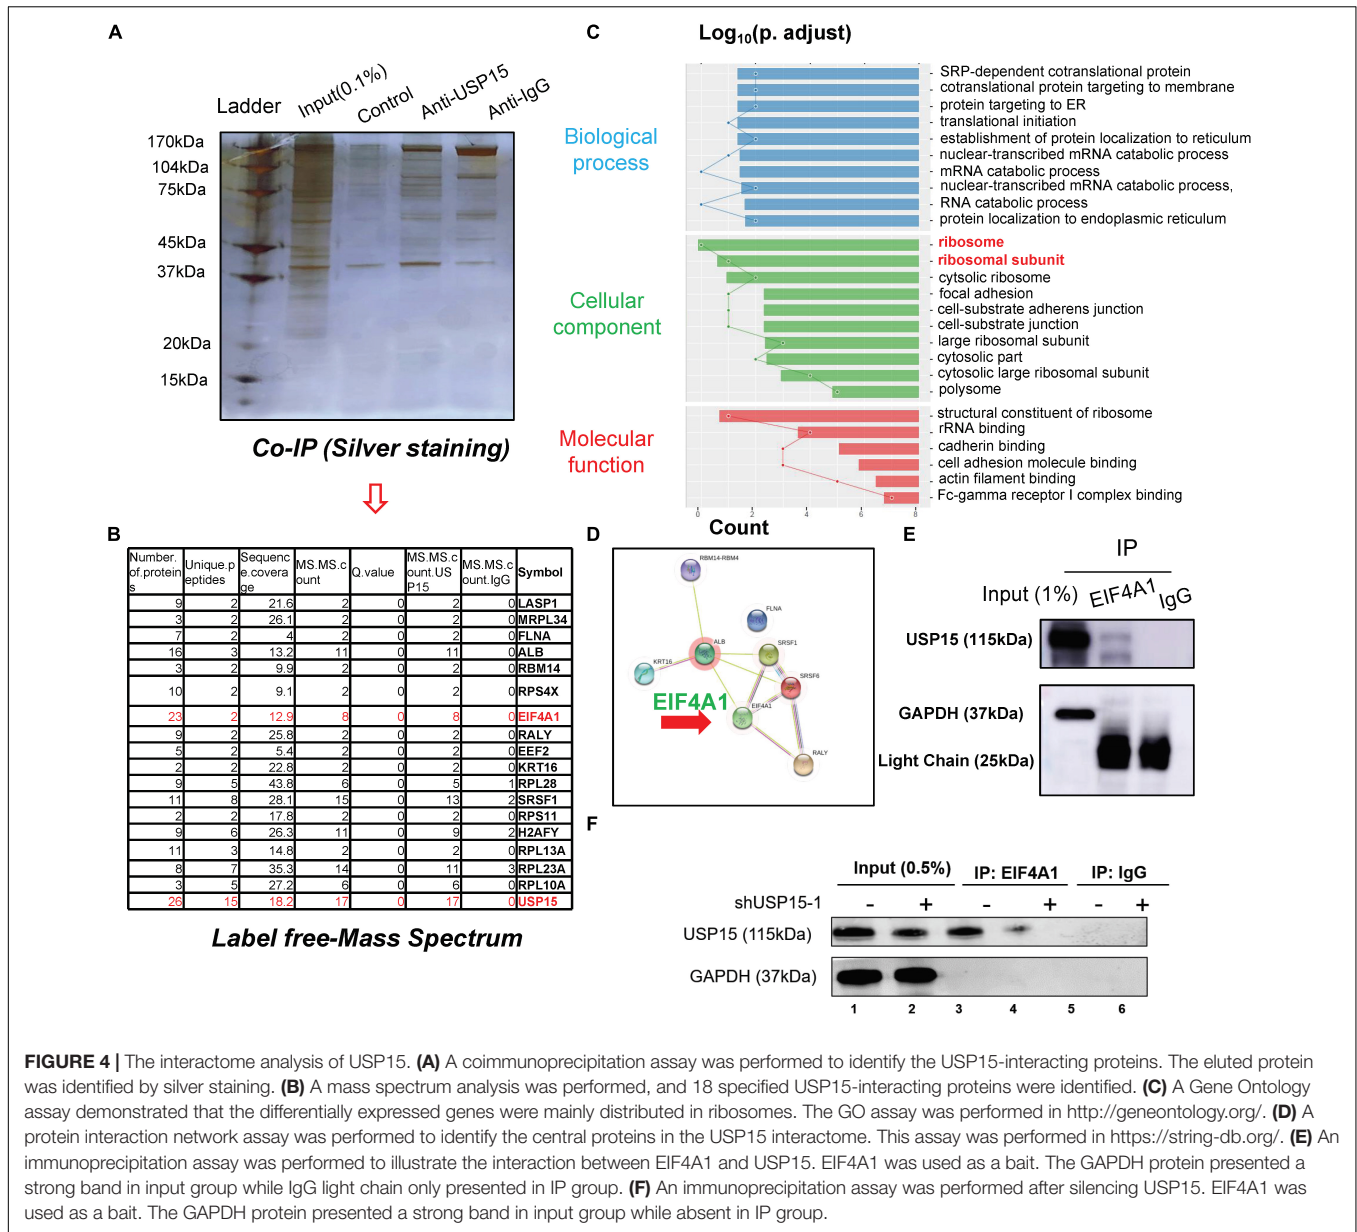 A
Ladder
Input(0.1%)
Control
Anti-USP15
Anti-IgG
170kDa
104kDa
75kDa
45kDa
37kDa
20kDa
15kDa
Co-IP (Silver staining)
C
Log10(p. adjust)
Biological
process
SRP-dependent cotranslational protein
cotranslational protein targeting to membrane
protein targeting to ER
translational initiation
establishment of protein localization to reticulum
nuclear-transcribed mRNA catabolic process
mRNA catabolic process
nuclear-transcribed mRNA catabolic process,
RNA catabolic process
protein localization to endoplasmic reticulum
Cellular
component
ribosome
ribosomal subunit
cytsolic ribosome
focal adhesion
cell-substrate adherens junction
cell-substrate junction
large ribosomal subunit
cytosolic part
cytosolic large ribosomal subunit
polysome
Molecular
function
structural constituent of ribosome
rRNA binding
cadherin binding
cell adhesion molecule binding
actin filament binding
Fc-gamma receptor I complex binding
0 2 4 6 8
Count
B
Number.of.proteins Unique.peptides Sequence.coverage MS.MS.count Q.value MS.MS.count.USP15 MS.MS.count.IgG Symbol
9 2 21.6 2 0 2 0 LASP1
3 2 26.1 2 0 2 0 MRPL34
7 2 4 2 0 2 0 FLNA
16 3 13.2 11 0 11 0 ALB
3 2 9.9 2 0 2 0 RBM14
10 2 9.1 2 0 2 0 RPS4X
23 2 12.9 8 0 8 0 EIF4A1
9 2 25.8 2 0 2 0 RALY
5 2 5.4 2 0 2 0 EEF2
2 2 22.8 2 0 2 0 KRT16
9 5 43.8 6 0 5 1 RPL28
11 8 28.1 15 0 13 2 SRSF1
2 2 17.8 2 0 2 0 RPS11
9 6 26.3 11 0 9 2 H2AFY
11 3 14.8 2 0 2 0 RPL13A
8 7 35.3 14 0 11 3 RPL23A
3 5 27.2 6 0 6 0 RPL10A
26 15 18.2 17 0 17 0 USP15
Label free-Mass Spectrum
D
RBM14-RBM4
FLNA
ALB
SRSF1
KRT16
SRSF6
EIF4A1
EIF4A1
RALY
E
IP
Input (1%) EIF4A1 IgG
USP15 (115kDa)
GAPDH (37kDa)
Light Chain (25kDa)
F
Input (0.5%) IP: EIF4A1 IP: IgG
shUSP15-1 - + - + - +
USP15 (115kDa)
GAPDH (37kDa)
1 2 3 4 5 6
FIGURE 4 | The interactome analysis of USP15. (A) A coimmunoprecipitation assay was performed to identify the USP15-interacting proteins. The eluted protein
was identified by silver staining. (B) A mass spectrum analysis was performed, and 18 specified USP15-interacting proteins were identified. (C) A Gene Ontology
assay demonstrated that the differentially expressed genes were mainly distributed in ribosomes. The GO assay was performed in http://geneontology.org/. (D) A
protein interaction network assay was performed to identify the central proteins in the USP15 interactome. This assay was performed in https://string-db.org/. (E) An
immunoprecipitation assay was performed to illustrate the interaction between EIF4A1 and USP15. EIF4A1 was used as a bait. The GAPDH protein presented a
strong band in input group while IgG light chain only presented in IP group. (F) An immunoprecipitation assay was performed after silencing USP15. EIF4A1 was
used as a bait. The GAPDH protein presented a strong band in input group while absent in IP group.